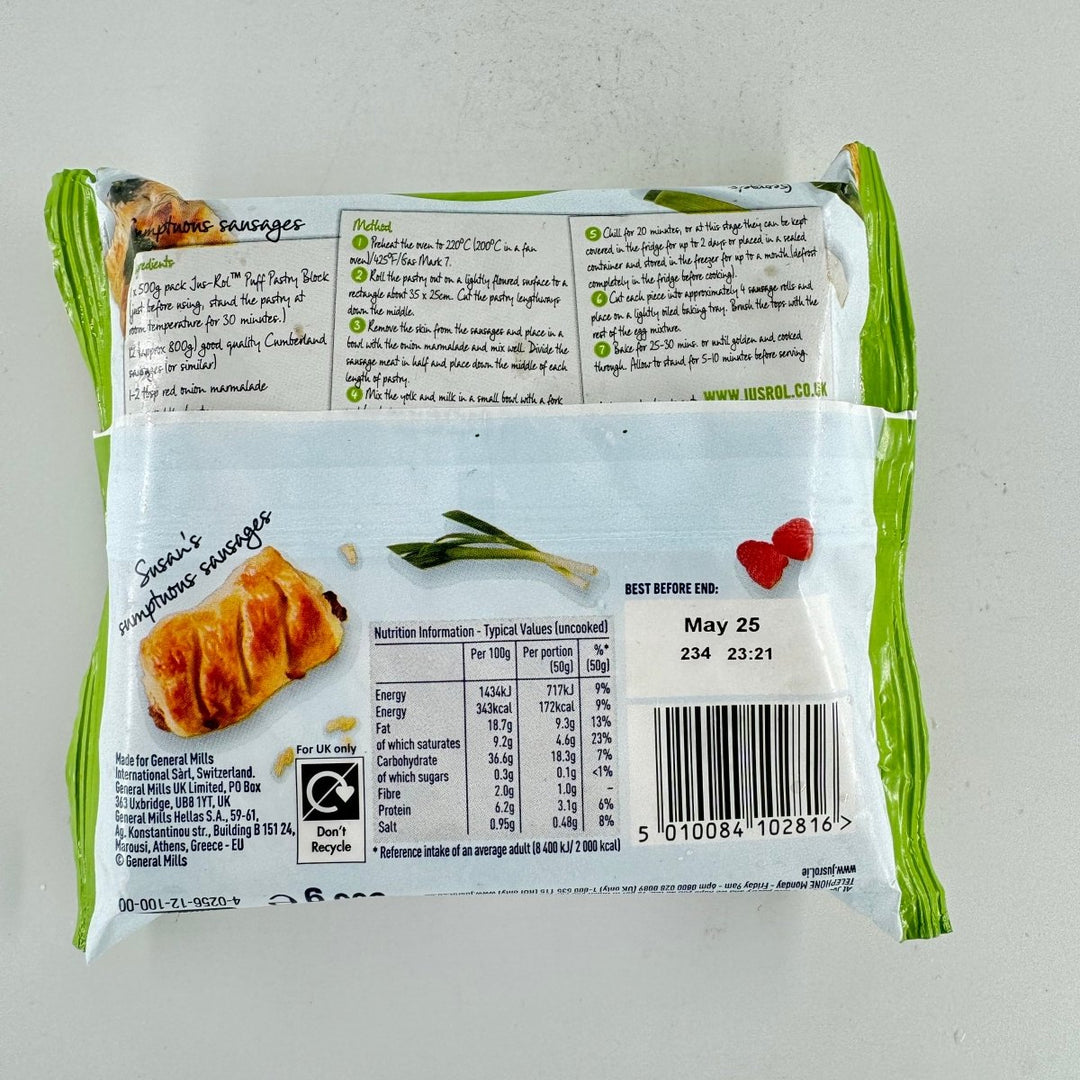 sumptuous sausages
1 x 500g pack Jus-Rol™ Puff Pastry Block
(just before using, stand the pastry at
room temperature for 30 minutes.)
12 (approx 800g) good quality Cumberland
sausages (or similar)
1-2 tbsp red onion marmalade
Method
1 Preheat the oven to 220°C (200°C in a fan
oven)/425°F/Gas Mark 7.
2 Roll the pastry out on a lightly floured surface to a
rectangle about 35 x 25cm. Cut the pastry lengthways
down the middle.
3 Remove the skin from the sausages and place in a
bowl with the onion marmalade and mix well. Divide the
sausage meat in half and place down the middle of each
length of pastry.
4 Mix the yolk and milk in a small bowl with a fork
5 Chill for 20 minutes, or at this stage they can be kept
covered in the fridge for up to 2 days or placed in a sealed
container and stored in the freezer for up to a month (defrost
completely in the fridge before cooking).
6 Cut each piece into approximately 4 sausage rolls and
place on a lightly oiled baking tray. Brush the tops with the
rest of the egg mixture.
7 Bake for 25-30 mins. or until golden and cooked
through. Allow to stand for 5-10 minutes before serving.
WWW.JUSROL.CO.UK
Susan's
sumptuous sausages
BEST BEFORE END:
May 25
234 23:21
Nutrition Information - Typical Values (uncooked)
Per 100g Per portion (50g) %* (50g)
Energy 1434kJ 717kJ 9%
Energy 343kcal 172kcal 9%
Fat 18.7g 9.3g 13%
of which saturates 9.2g 4.6g 23%
Carbohydrate 36.6g 18.3g 7%
of which sugars 0.3g 0.1g <1%
Fibre 2.0g 1.0g -
Protein 6.2g 3.1g 6%
Salt 0.95g 0.48g 8%
* Reference intake of an average adult (8 400 kJ/ 2 000 kcal)
Made for General Mills
International Sàrl, Switzerland.
General Mills UK Limited, PO Box
363 Uxbridge, UB8 1YT, UK
General Mills Hellas S.A., 59-61,
Ag. Konstantinou str., Building B 151 24,
Marousi, Athens, Greece - EU
© General Mills
For UK only
Don't
Recycle
5 010084 102816 >
4-0256-12-100-00
g e
TELEPHONE Monday - Friday 9am - 6pm 0800 028 0089 (UK only)
www.jusrol.ie